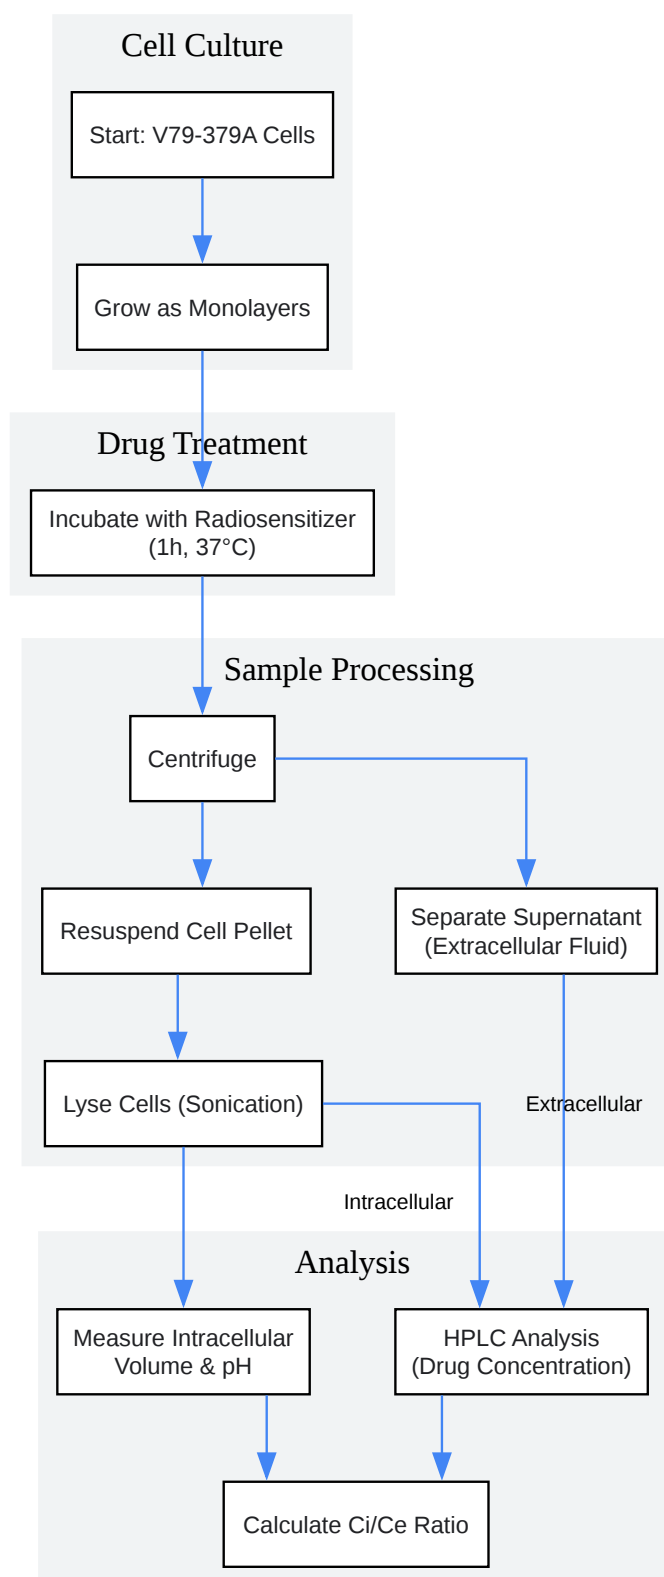 Cell Culture
Start: V79-379A Cells
Grow as Monolayers
Drug Treatment
Incubate with Radiosensitizer
(1h, 37°C)
Sample Processing
Centrifuge
Resuspend Cell Pellet
Separate Supernatant
(Extracellular Fluid)
Lyse Cells (Sonication)
Extracellular
Intracellular
Analysis
Measure Intracellular
Volume & pH
HPLC Analysis
(Drug Concentration)
Calculate Ci/Ce Ratio